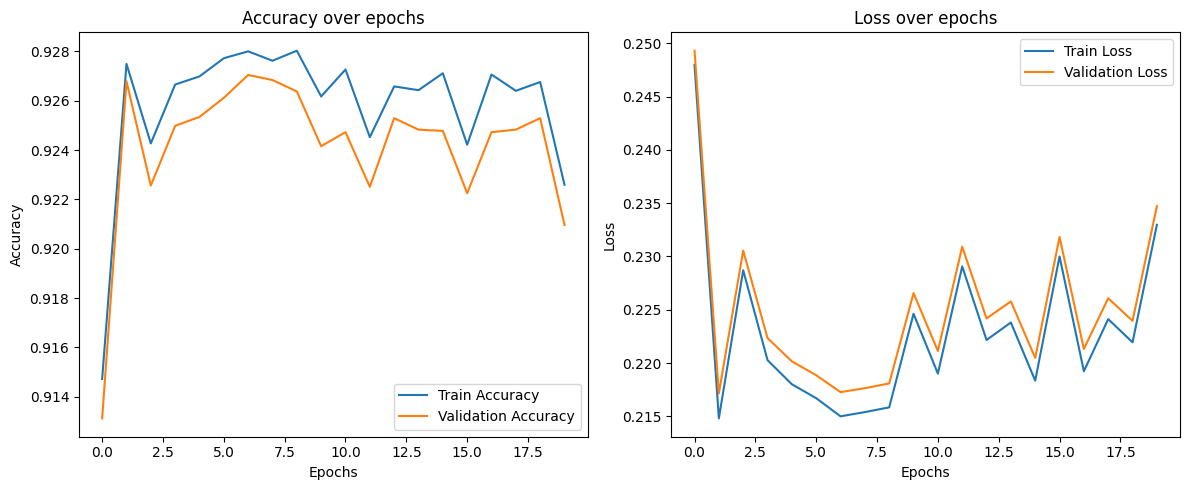 Accuracy over epochs
0.928
0.926
0.924
0.922
0.920
0.918
0.916
0.914
Accuracy
Train Accuracy
Validation Accuracy
0.0 2.5 5.0 7.5 10.0 12.5 15.0 17.5
Epochs
Loss over epochs
0.250
0.245
0.240
0.235
0.230
0.225
0.220
0.215
Loss
Train Loss
Validation Loss
0.0 2.5 5.0 7.5 10.0 12.5 15.0 17.5
Epochs